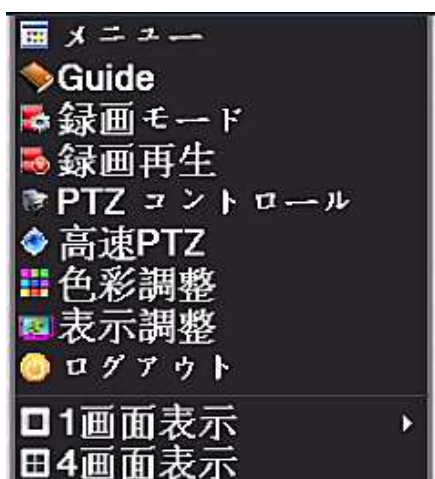 メニュー
Guide
録画モード
録画再生
PTZ コントロール
高速PTZ
色彩調整
表示調整
ログアウト
1画面表示
4画面表示